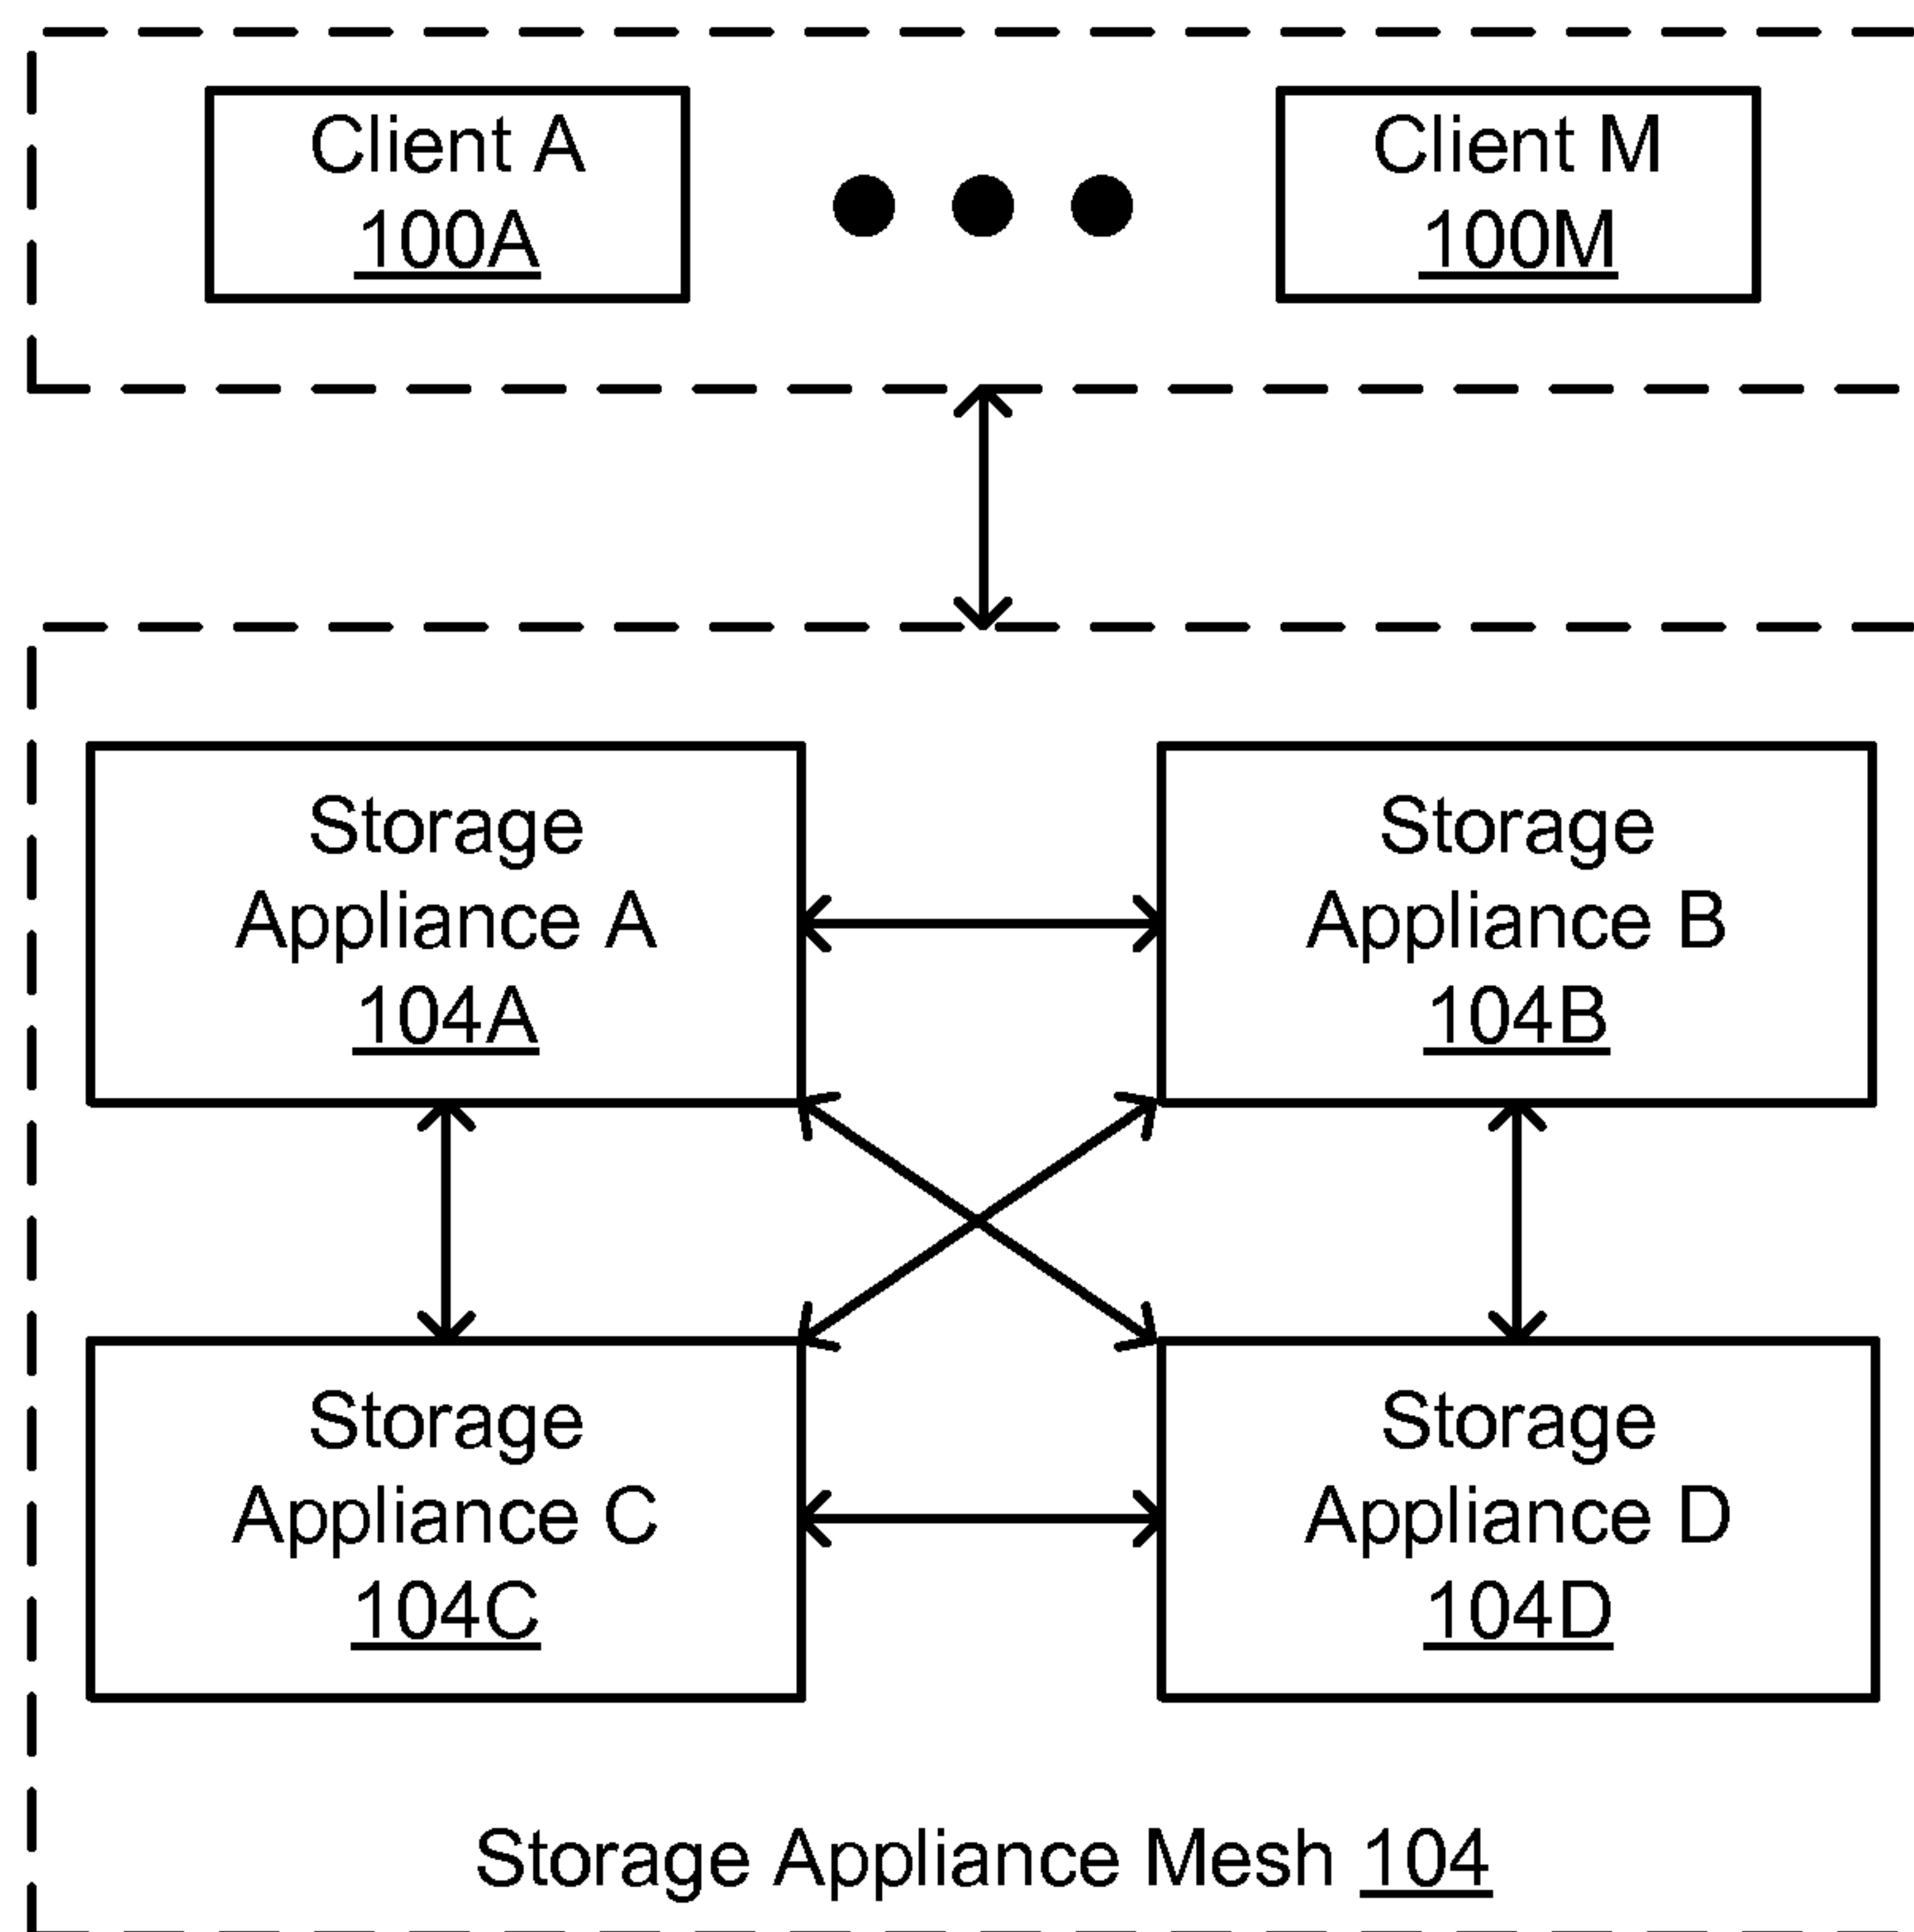 Client A
100A
Client M
100M
Storage
Appliance A
104A
Storage
Appliance B
104B
Storage
Appliance C
104C
Storage
Appliance D
104D
Storage Appliance Mesh 104